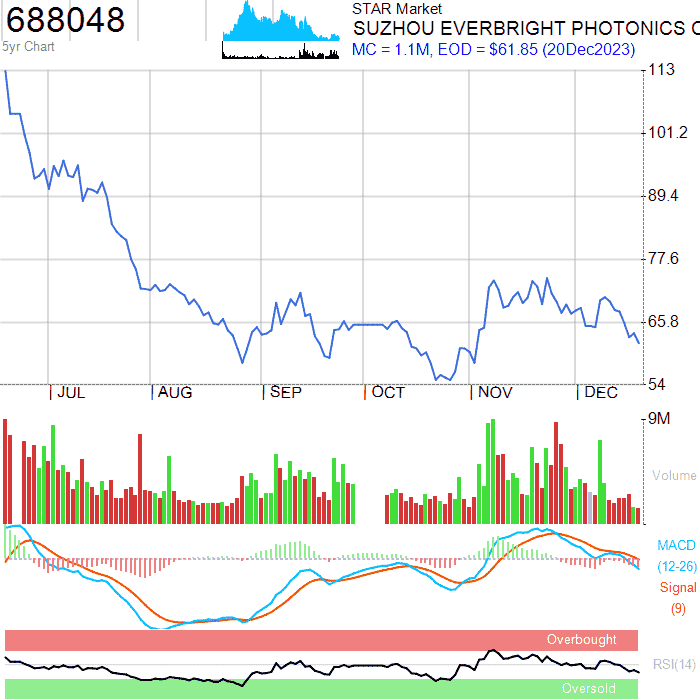 688048
5yr Chart
STAR Market
SUZHOU EVERBRIGHT PHOTONICS C
MC = 1.1M, EOD = $61.85 (20Dec2023)
113
101.2
89.4
77.6
65.8
54
JUL AUG SEP OCT NOV DEC
9M
Volume
MACD
(12-26)
Signal
(9)
Overbought
RSI(14)
Oversold